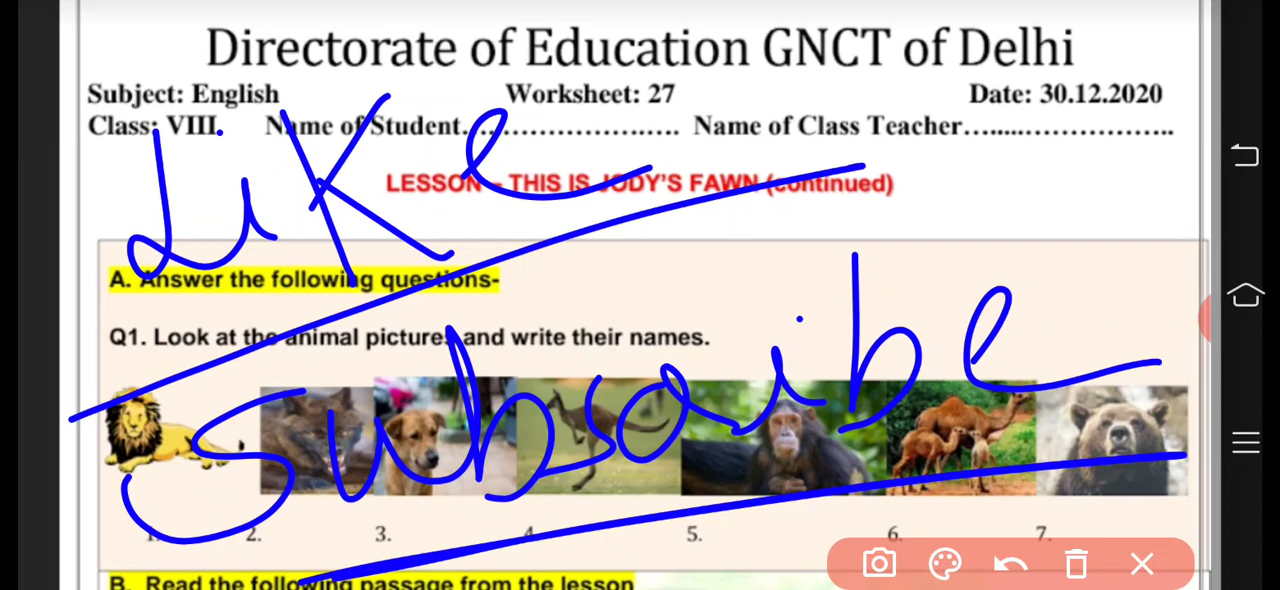 Directorate of Education GNCT of Delhi
Subject: English Worksheet: 27 Date: 30.12.2020
Class: VIII. Name of Student.……………………. Name of Class Teacher…......……………..
LESSON – THIS IS JODY’S FAWN (continued)
Like
A. Answer the following questions-
Q1. Look at the animal pictures and write their names.
Subscribe
1. 2. 3. 4. 5. 6. 7.
B. Read the following passage from the lesson